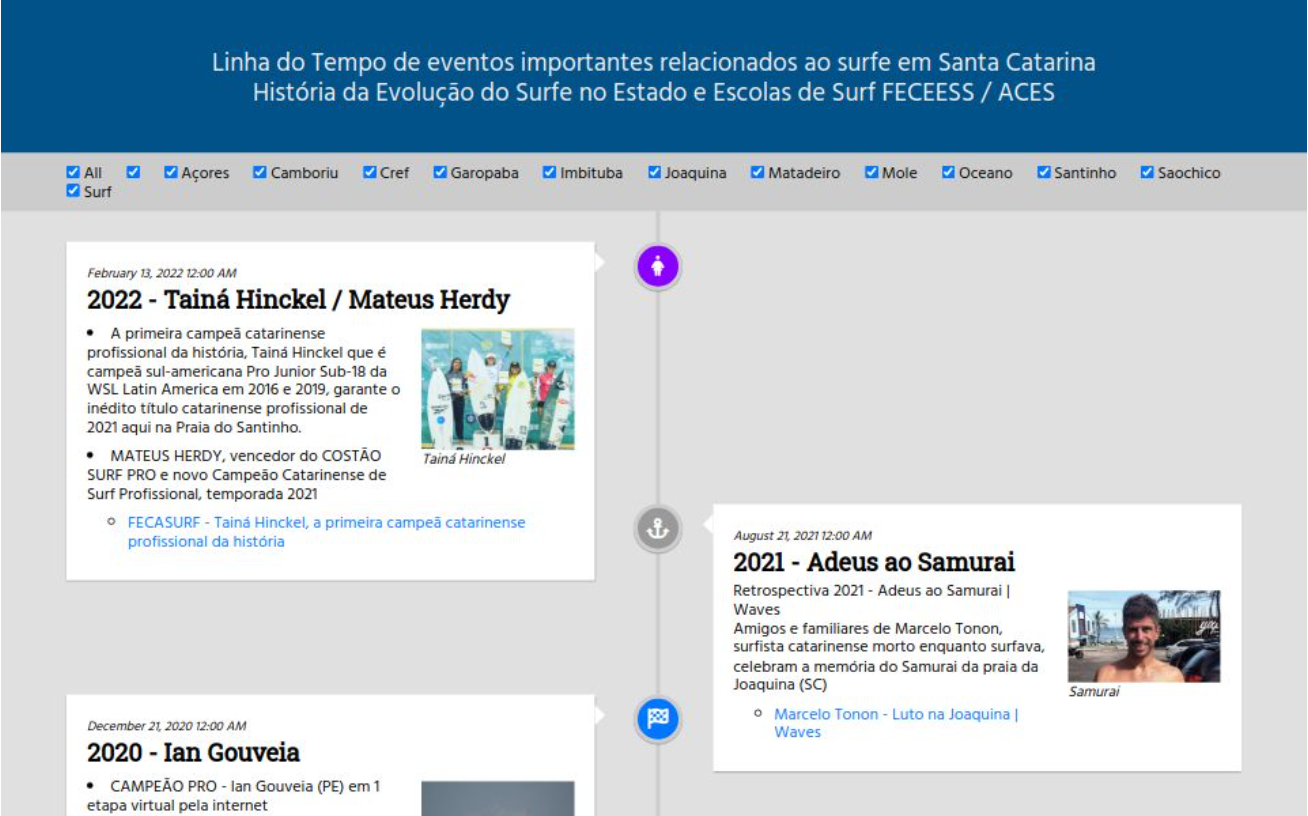 Linha do Tempo de eventos importantes relacionados ao surfe em Santa Catarina
História da Evolução do Surfe no Estado e Escolas de Surf FECEESS / ACES
All Açores Camboriu Cref Garopaba Imbituba Joaquina Matadeiro Mole Oceano Santinho Saochico
Surf
February 13, 2022 12:00 AM
2022 - Tainá Hinckel / Mateus Herdy
• A primeira campeã catarinense
profissional da história, Tainá Hinckel que é
campeã sul-americana Pro Junior Sub-18 da
WSL Latin America em 2016 e 2019, garante o
inédito título catarinense profissional de
2021 aqui na Praia do Santinho.
Tainá Hinckel
• MATEUS HERDY, vencedor do COSTÃO
SURF PRO e novo Campeão Catarinense de
Surf Profissional, temporada 2021
FECASURF - Tainá Hinckel, a primeira campeã catarinense
profissional da história
August 21, 2021 12:00 AM
2021 - Adeus ao Samurai
Retrospectiva 2021 - Adeus ao Samurai |
Waves
Amigos e familiares de Marcelo Tonon,
surfista catarinense morto enquanto surfava,
celebram a memória do Samurai da praia da
Joaquina (SC)
Samurai
Marcelo Tonon - Luto na Joaquina |
Waves
December 21, 2020 12:00 AM
2020 - Ian Gouveia
• CAMPEÃO PRO - Ian Gouveia (PE) em 1
etapa virtual pela internet